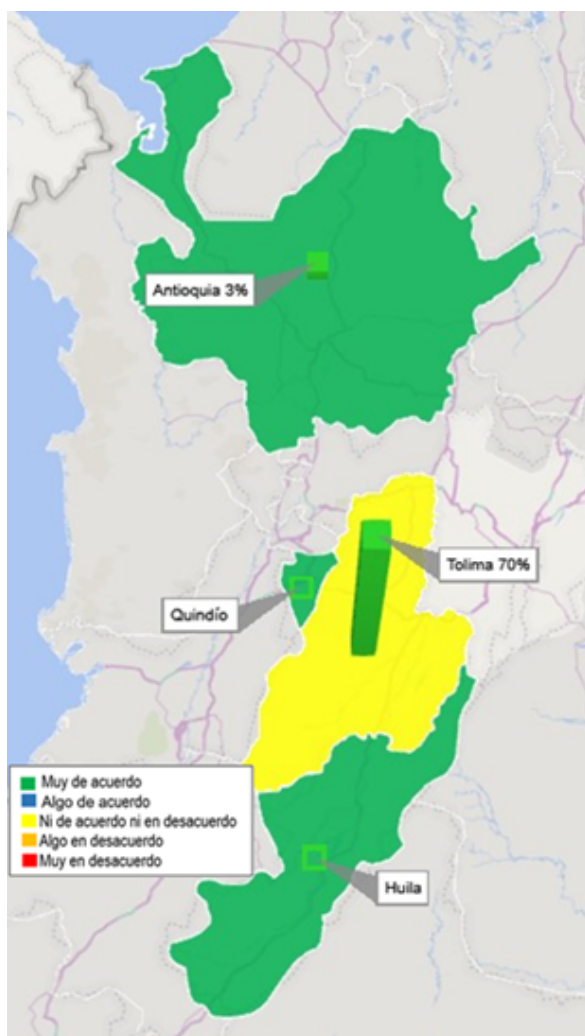 Antioquia 3%
Tolima 70%
Quindío
Muy de acuerdo
Algo de acuerdo
Ni de acuerdo ni en desacuerdo
Algo en desacuerdo
Muy en desacuerdo
Huila